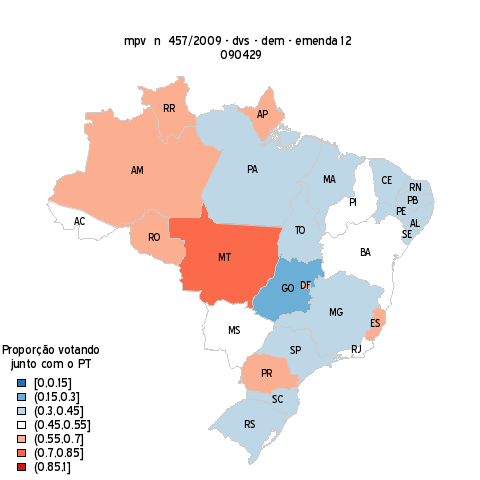 mpv n 457/2009 - dvs - dem - emenda 12
090429
RR
AP
AM
PA
MA
CE
RN
PB
PI
PE
AL
SE
AC
RO
TO
MT
BA
GO
DF
MG
MS
ES
SP
RJ
PR
SC
RS
Proporção votando
junto com o PT
[0,0.15]
(0.15,0.3]
(0.3,0.45]
(0.45,0.55]
(0.55,0.7]
(0.7,0.85]
(0.85,1]